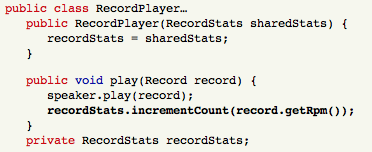 public class RecordPlayer…
public RecordPlayer(RecordStats sharedStats) {
recordStats = sharedStats;
}
public void play(Record record) {
speaker.play(record);
recordStats.incrementCount(record.getRpm());
}
private RecordStats recordStats;